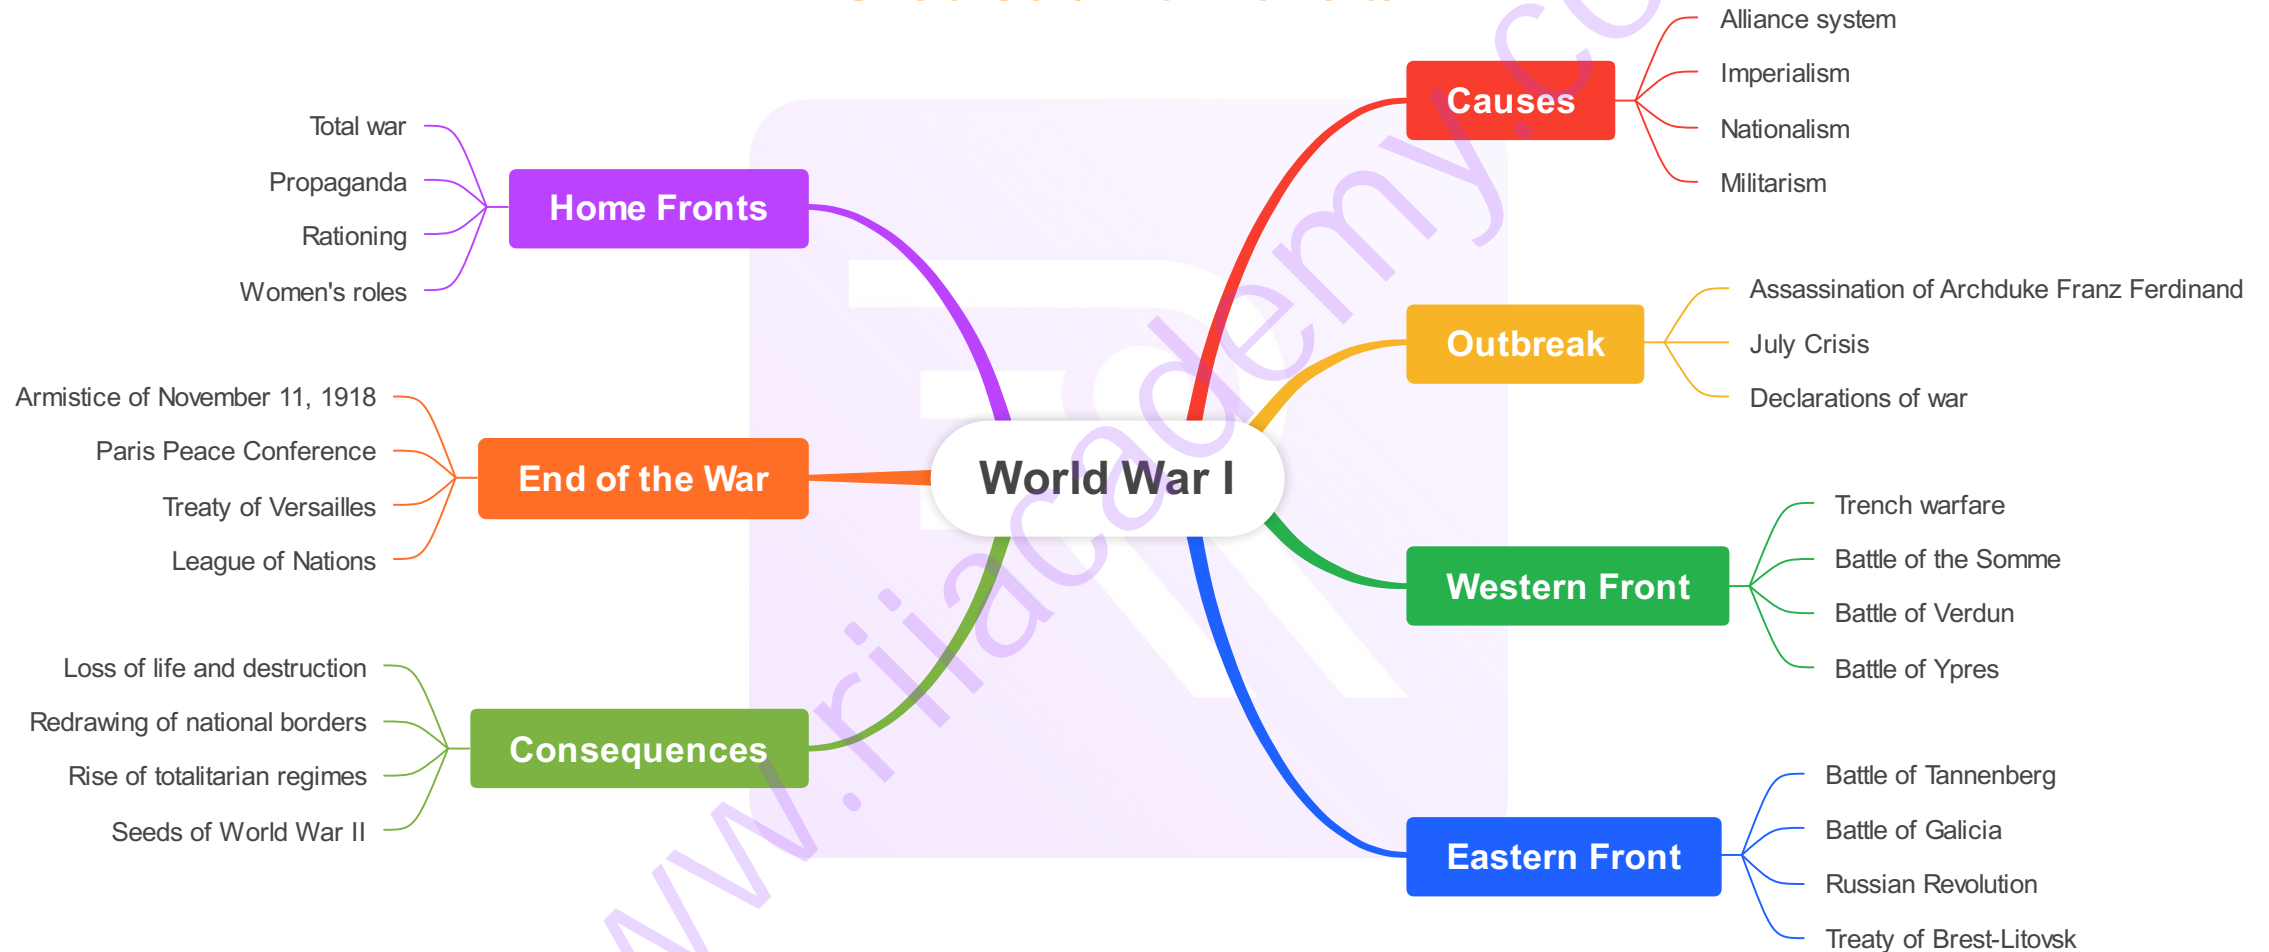 World War I
Causes
Alliance system
Imperialism
Nationalism
Militarism
Outbreak
Assassination of Archduke Franz Ferdinand
July Crisis
Declarations of war
Western Front
Trench warfare
Battle of the Somme
Battle of Verdun
Battle of Ypres
Eastern Front
Battle of Tannenberg
Battle of Galicia
Russian Revolution
Treaty of Brest-Litovsk
Home Fronts
Total war
Propaganda
Rationing
Women's roles
End of the War
Armistice of November 11, 1918
Paris Peace Conference
Treaty of Versailles
League of Nations
Consequences
Loss of life and destruction
Redrawing of national borders
Rise of totalitarian regimes
Seeds of World War II